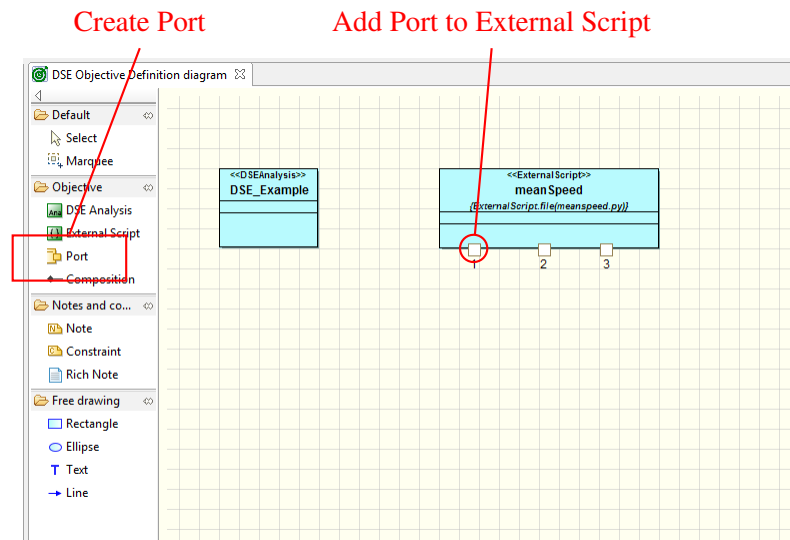 Create Port
Add Port to External Script
DSE Objective Definition diagram
Default
Select
Marquee
Objective
Ana DSE Analysis
External Script
Port
Composition
Notes and co...
Note
Constraint
Rich Note
Free drawing
Rectangle
Ellipse
T Text
Line
<<DSEAnalysis>>
DSE_Example
<<ExternalScript>>
meanSpeed
{ExternalScript.file(meanspeed.py)}
1
2
3